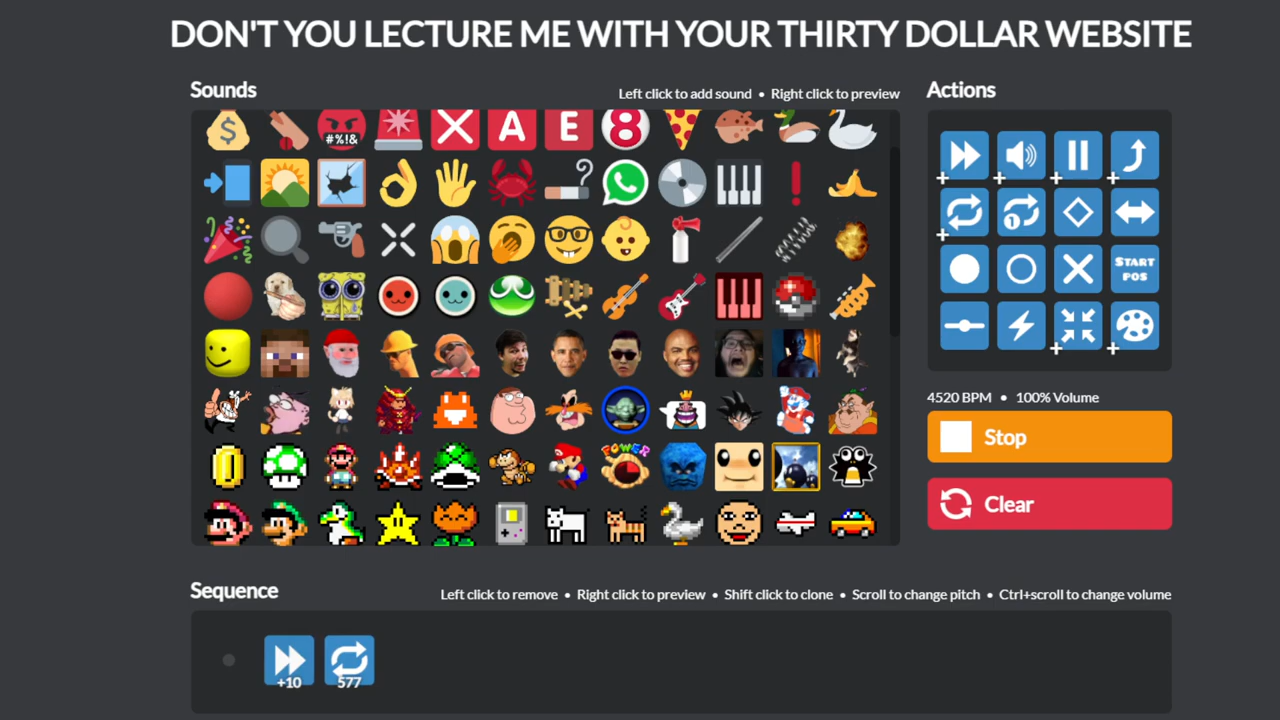 DON'T YOU LECTURE ME WITH YOUR THIRTY DOLLAR WEBSITE
Sounds
Left click to add sound • Right click to preview
Actions
#%!&
A
E
8
?
1
START
POS
4520 BPM • 100% Volume
Stop
POWER
Clear
Sequence
Left click to remove • Right click to preview • Shift click to clone • Scroll to change pitch • Ctrl+scroll to change volume
+10
577